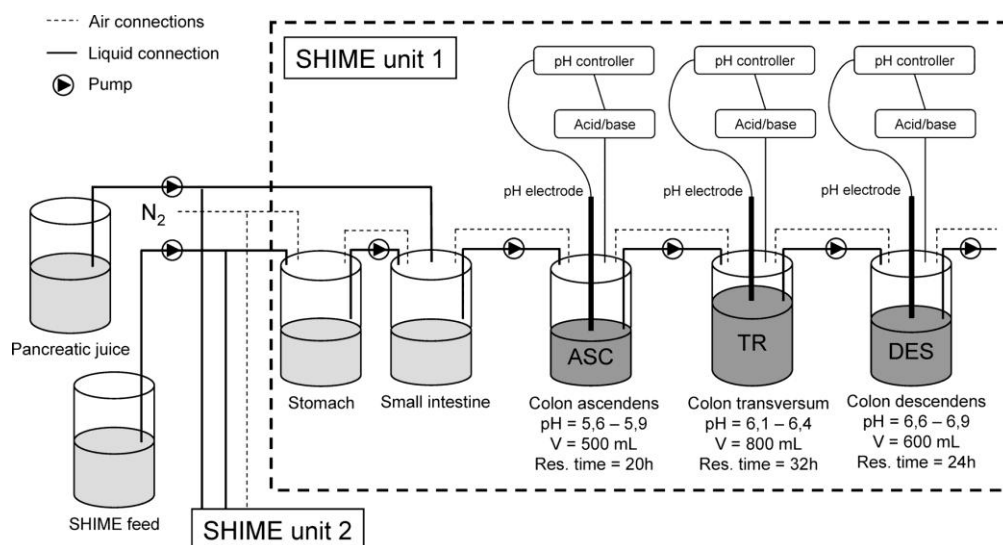 Air connections
Liquid connection
Pump
SHIME unit 1
pH controller
pH controller
pH controller
Acid/base
Acid/base
Acid/base
pH electrode
pH electrode
pH electrode
N₂
Pancreatic juice
SHIME feed
Stomach
Small intestine
ASC
TR
DES
Colon ascendens
pH = 5,6 – 5,9
V = 500 mL
Res. time = 20h
Colon transversum
pH = 6,1 – 6,4
V = 800 mL
Res. time = 32h
Colon descendens
pH = 6,6 – 6,9
V = 600 mL
Res. time = 24h
SHIME unit 2